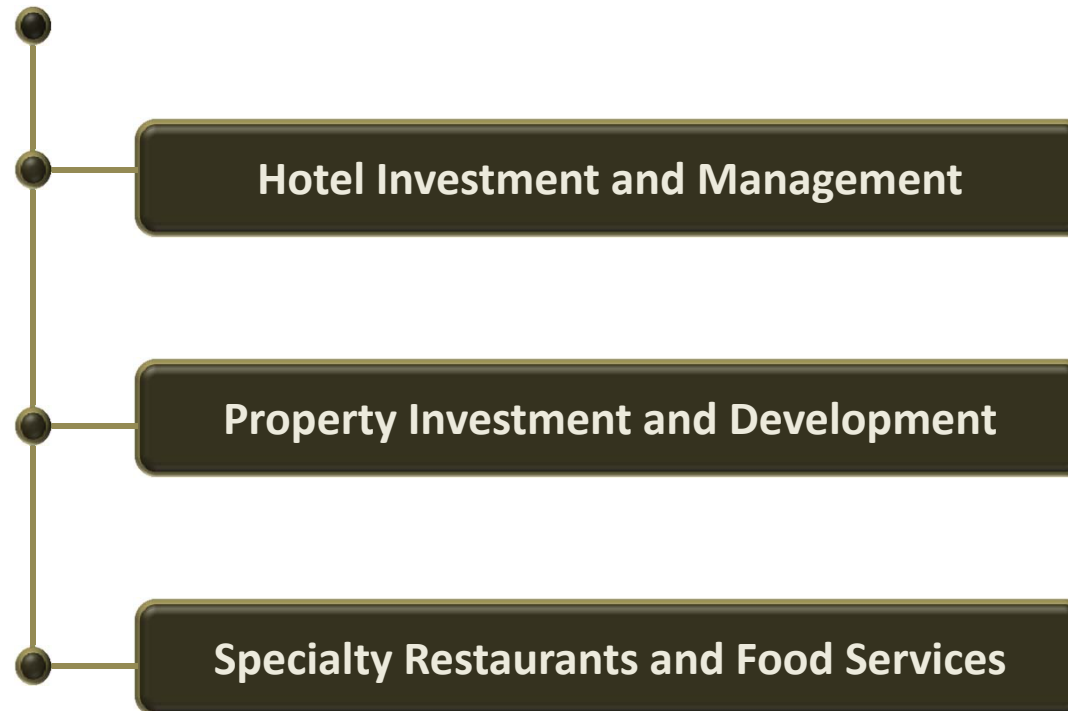 Hotel Investment and Management
Property Investment and Development
Specialty Restaurants and Food Services